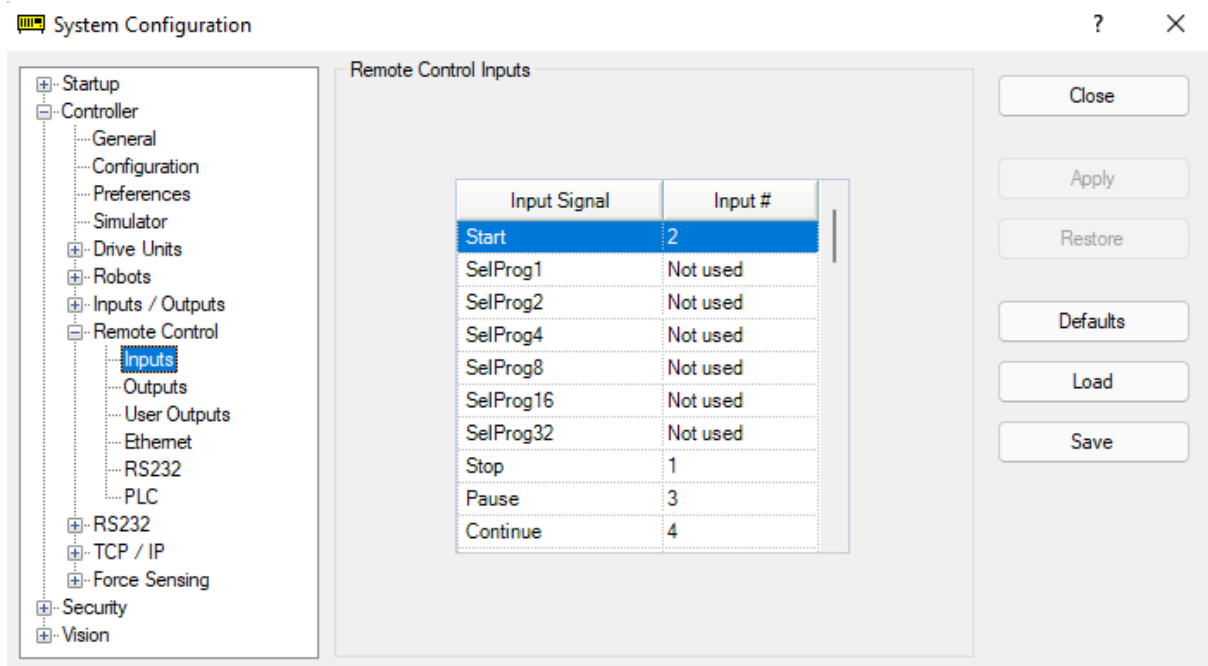 System Configuration
?
Startup
Controller
General
Configuration
Preferences
Simulator
Drive Units
Robots
Inputs / Outputs
Remote Control
Inputs
Outputs
User Outputs
Ethernet
RS232
PLC
RS232
TCP / IP
Force Sensing
Security
Vision
Remote Control Inputs
Input Signal Input #
Start 2
SelProg1 Not used
SelProg2 Not used
SelProg4 Not used
SelProg8 Not used
SelProg16 Not used
SelProg32 Not used
Stop 1
Pause 3
Continue 4
Close
Apply
Restore
Defaults
Load
Save